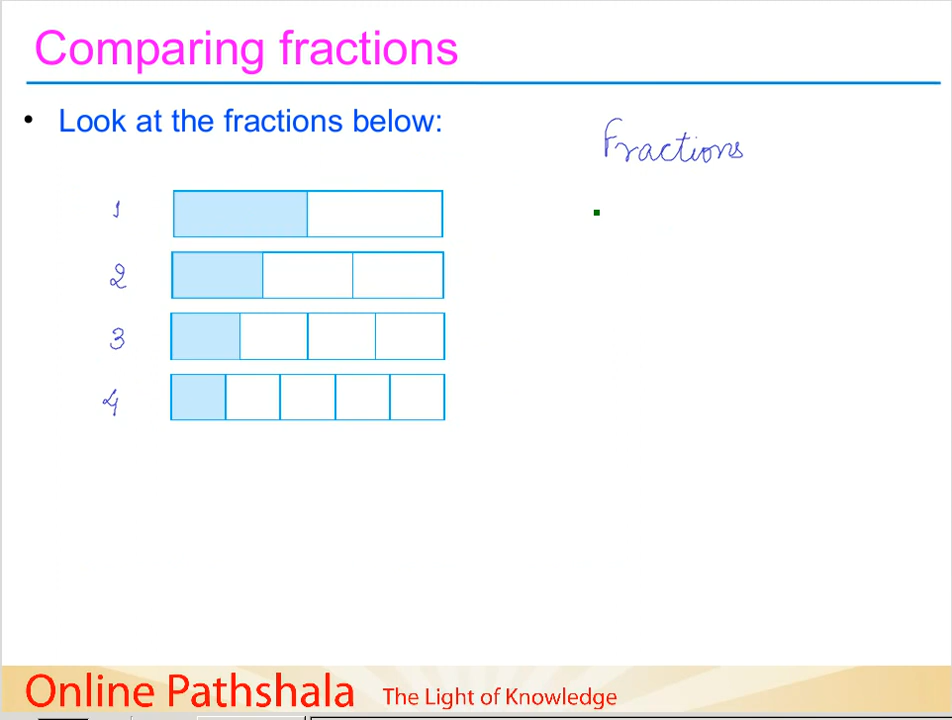 Comparing fractions
• Look at the fractions below:
Fractions
1
2
3
4
Online Pathshala The Light of Knowledge